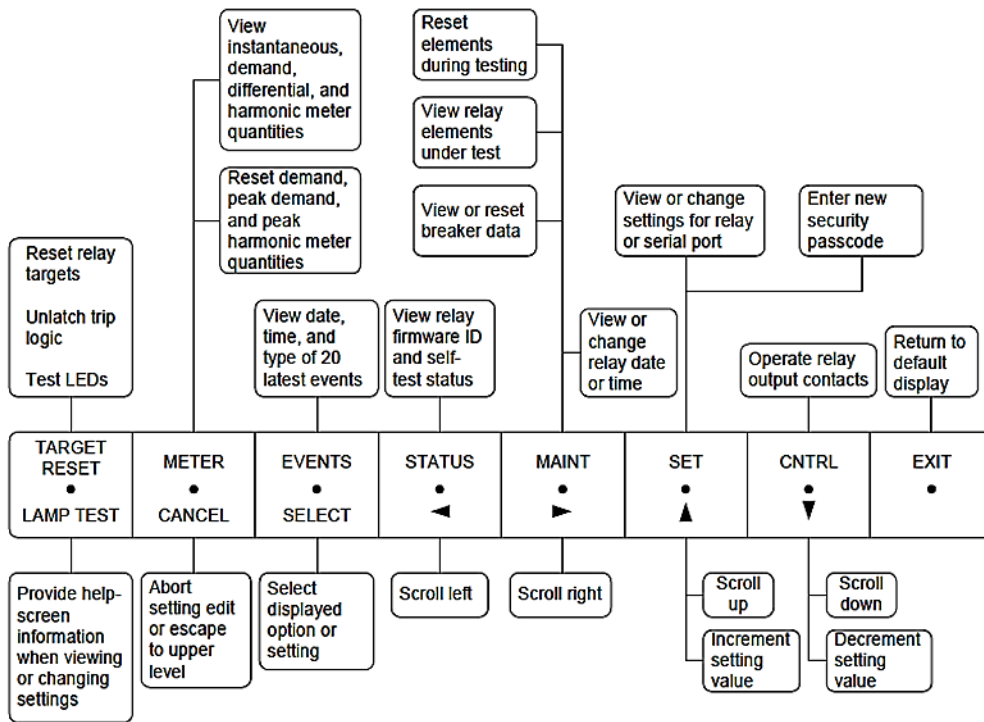 View
instantaneous,
demand,
differential, and
harmonic meter
quantities
Reset demand,
peak demand,
and peak
harmonic meter
quantities
Reset
elements
during testing
View relay
elements
under test
View or reset
breaker data
View or change
settings for relay
or serial port
Enter new
security
passcode
Reset relay
targets
Unlatch trip
logic
Test LEDs
View date,
time, and
type of 20
latest events
View relay
firmware ID
and self-
test status
View or
change
relay date
or time
Operate relay
output contacts
Return to
default
display
TARGET
RESET
LAMP TEST
METER
CANCEL
EVENTS
SELECT
STATUS
MAINT
SET
CNTRL
EXIT
Provide help-
screen
information
when viewing
or changing
settings
Abort
setting edit
or escape
to upper
level
Select
displayed
option or
setting
Scroll left
Scroll right
Scroll
up
Increment
setting
value
Scroll
down
Decrement
setting
value